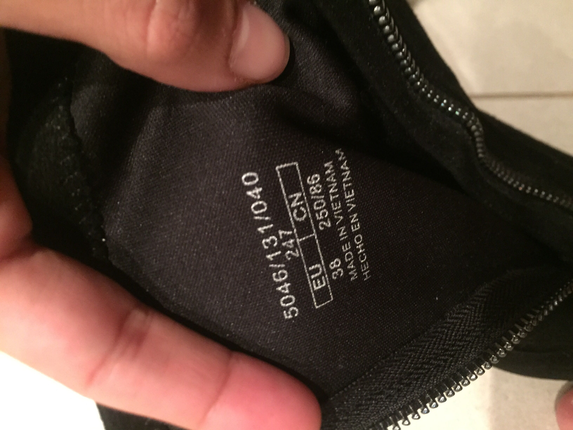 5046/131/040
247
EU CN
38 250/86
MADE IN VIETNAM
HECHO EN VIETNAM